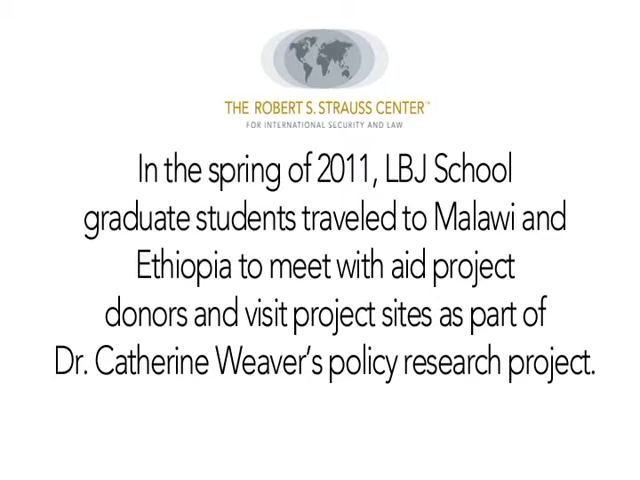 THE ROBERT S. STRAUSS CENTER™
FOR INTERNATIONAL SECURITY AND LAW
In the spring of 2011, LBJ School
graduate students traveled to Malawi and
Ethiopia to meet with aid project
donors and visit project sites as part of
Dr. Catherine Weaver's policy research project.